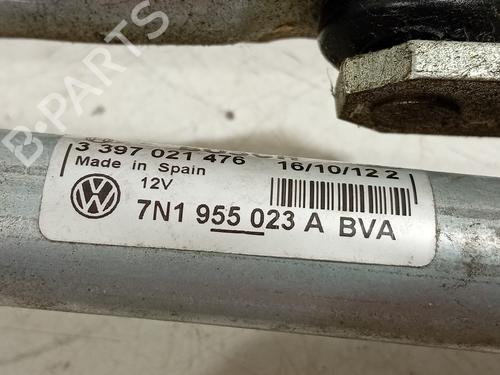 3 397 021 476 16/10/12 2
Made in Spain
12V
7N1 955 023 A BVA
B-PARTS